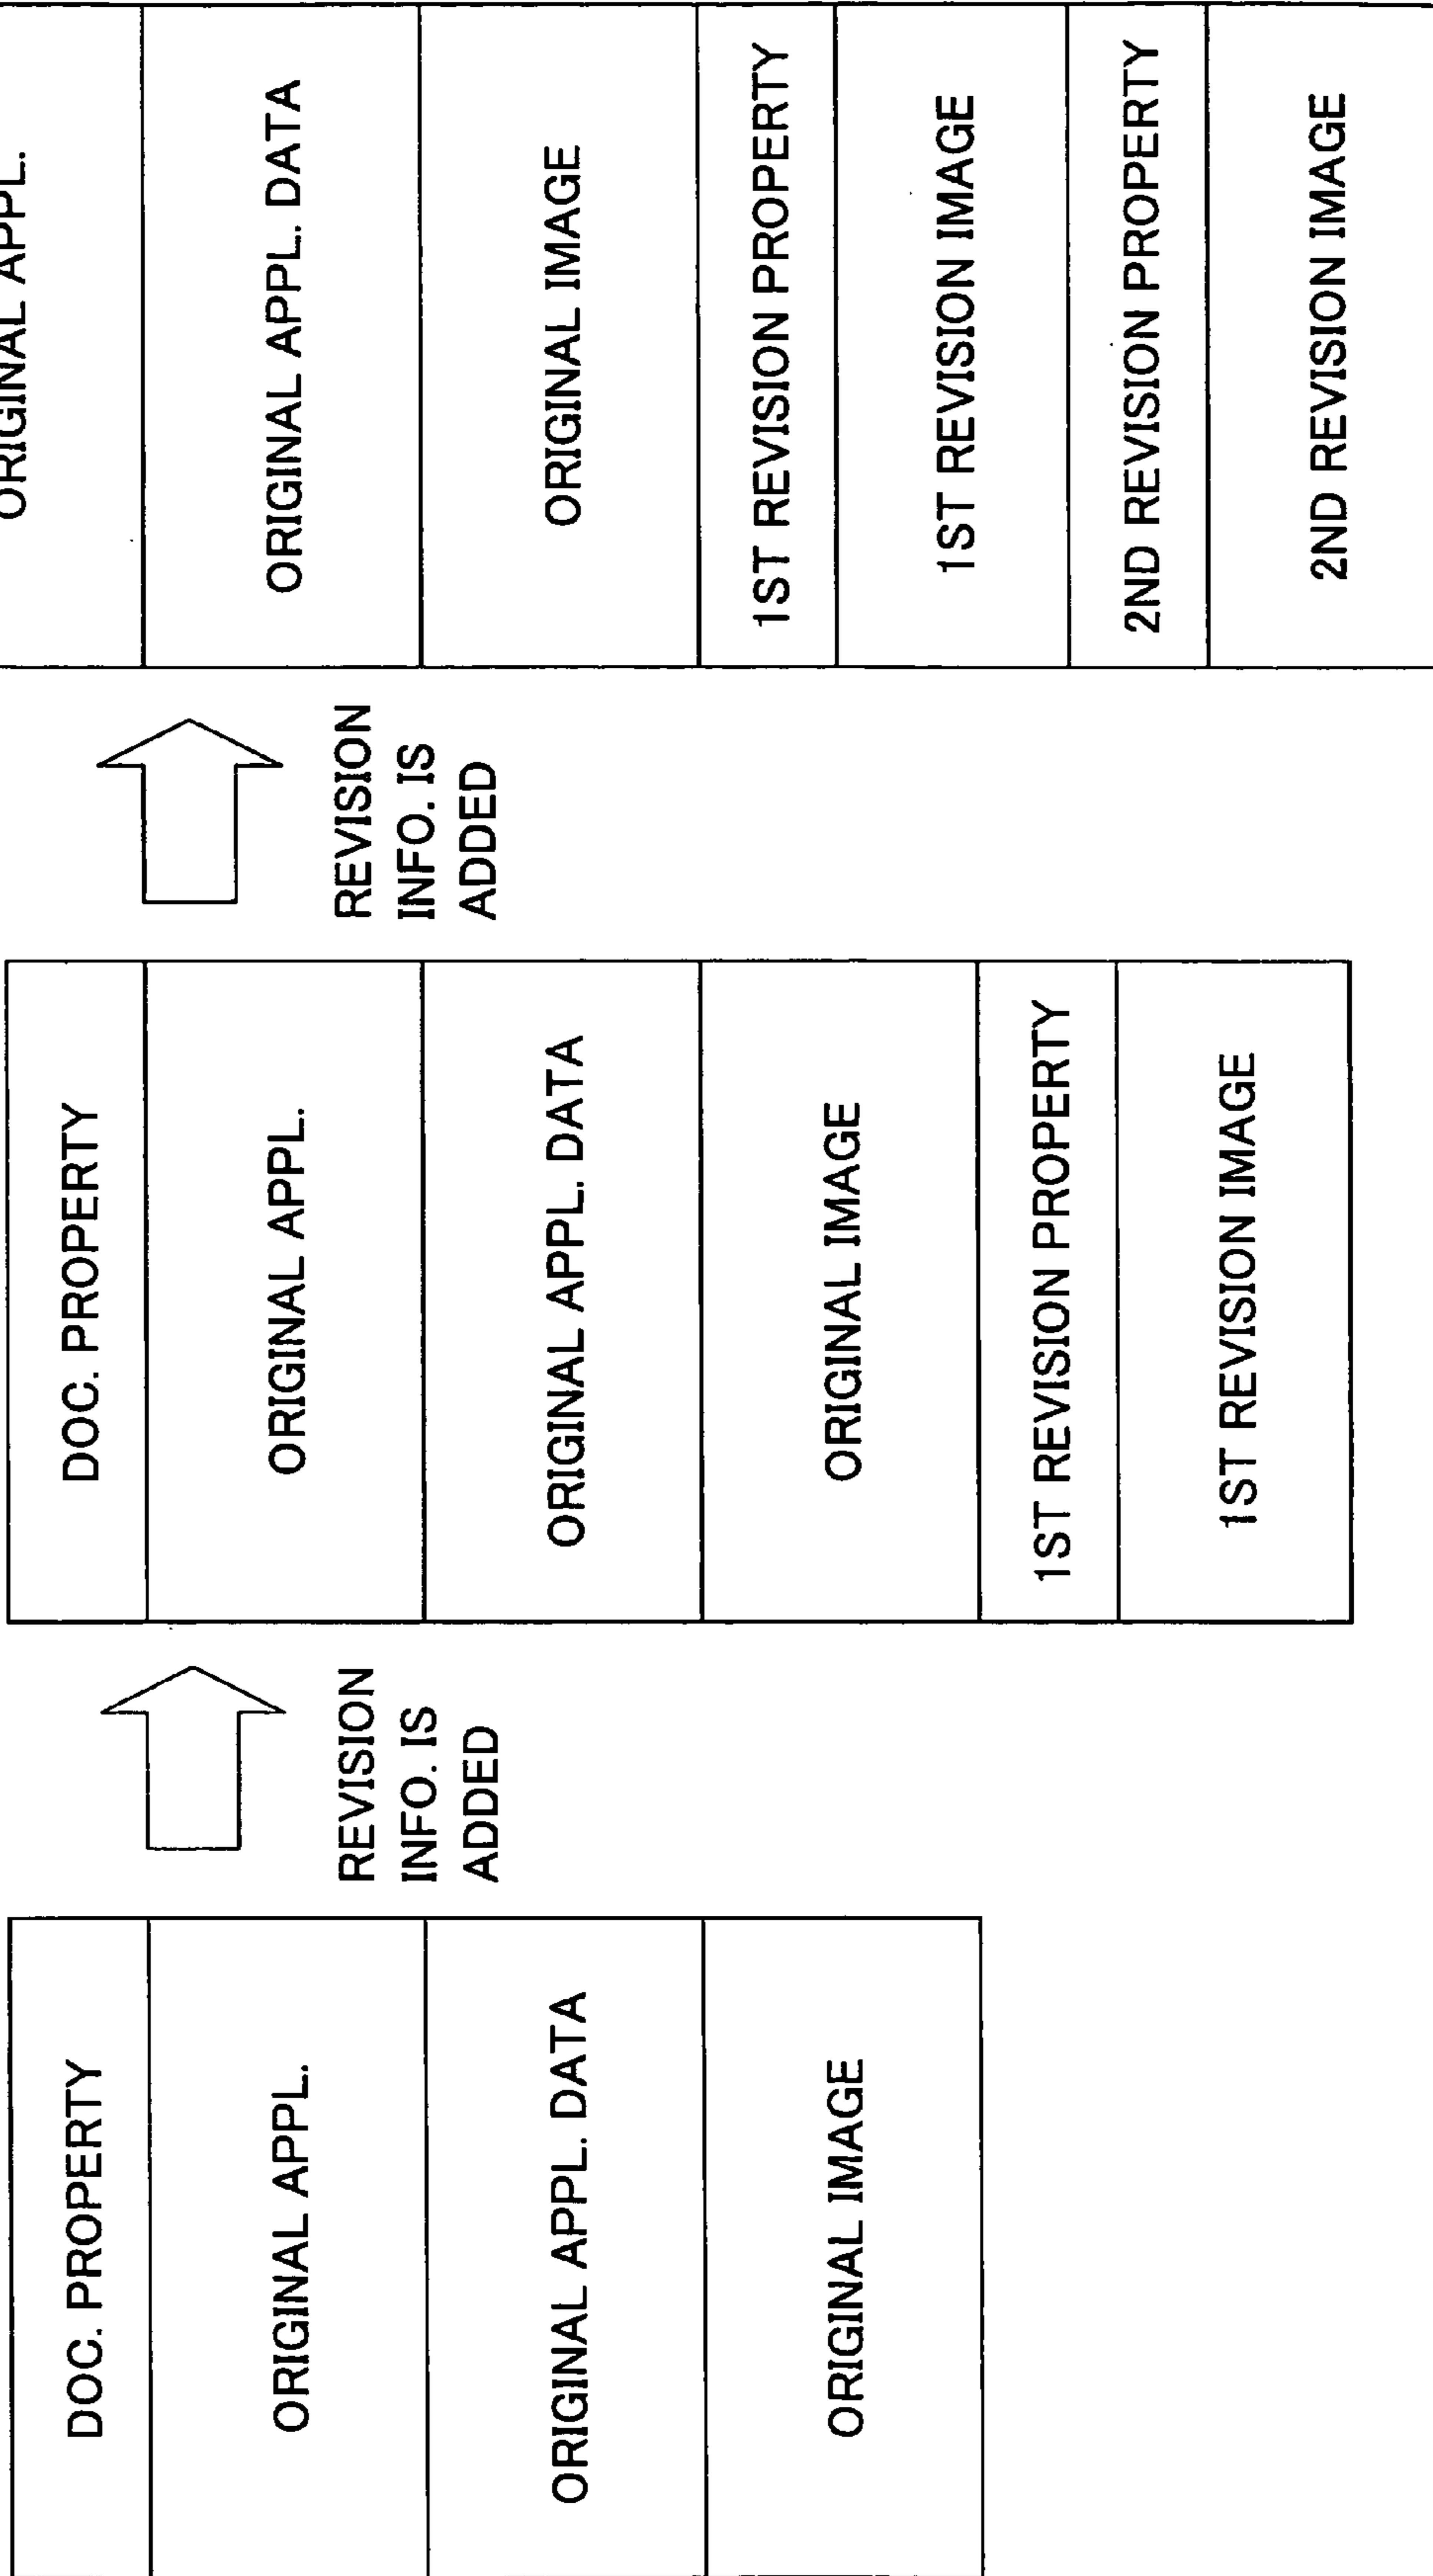 DOC. PROPERTY
ORIGINAL APPL.
ORIGINAL APPL. DATA
ORIGINAL IMAGE
REVISION
INFO. IS
ADDED
DOC. PROPERTY
ORIGINAL APPL.
ORIGINAL APPL. DATA
ORIGINAL IMAGE
1ST REVISION PROPERTY
1ST REVISION IMAGE
REVISION
INFO. IS
ADDED
ORIGINAL APPL.
ORIGINAL APPL. DATA
ORIGINAL IMAGE
1ST REVISION PROPERTY
1ST REVISION IMAGE
2ND REVISION PROPERTY
2ND REVISION IMAGE